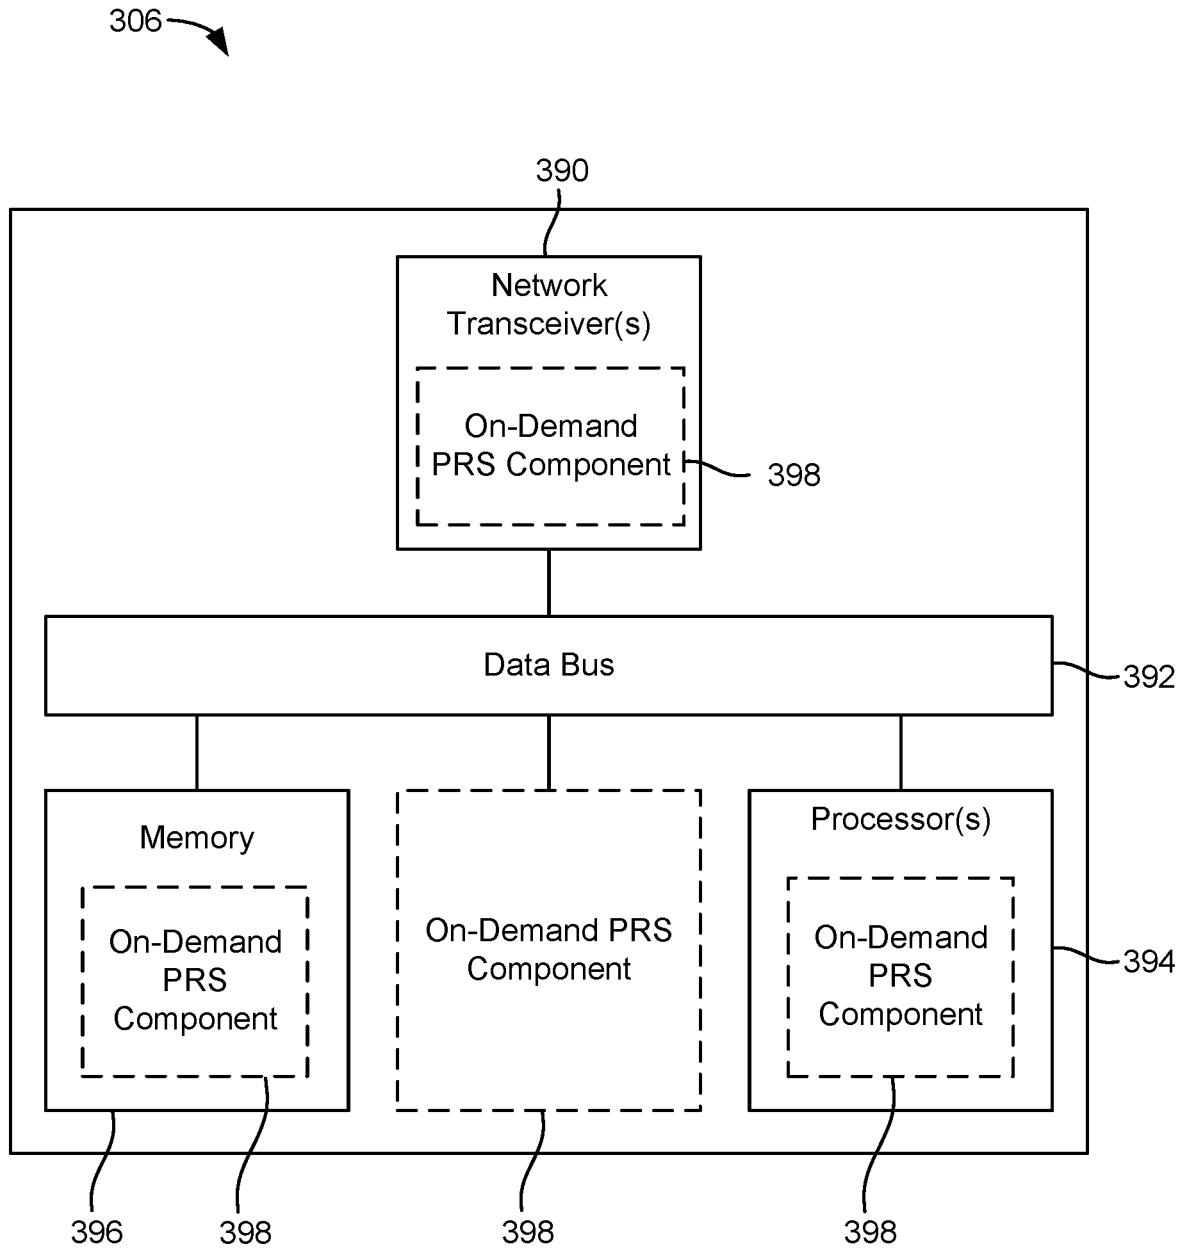 306
390
Network
Transceiver(s)
On-Demand
PRS Component
398
Data Bus
392
Memory
On-Demand
PRS
Component
On-Demand PRS
Component
Processor(s)
On-Demand
PRS
Component
394
396
398
398
398